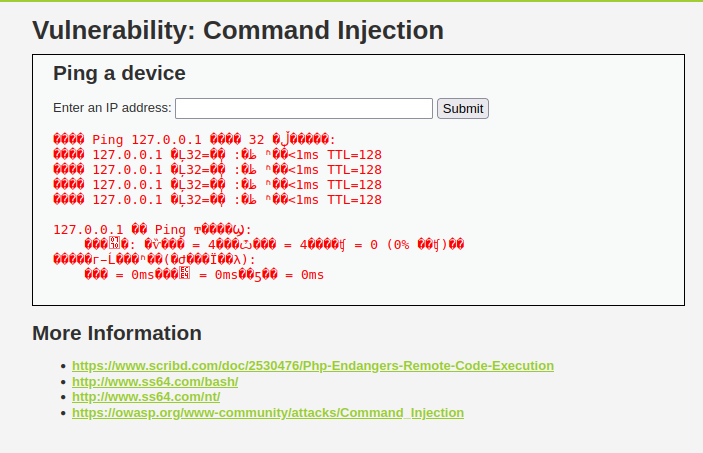 Vulnerability: Command Injection
Ping a device
Enter an IP address: Submit
���� Ping 127.0.0.1 ���� 32 �ֽڵ�����:
���� 127.0.0.1 �Ļظ�: �ֽ�=32 ʱ��<1ms TTL=128
���� 127.0.0.1 �Ļظ�: �ֽ�=32 ʱ��<1ms TTL=128
���� 127.0.0.1 �Ļظ�: �ֽ�=32 ʱ��<1ms TTL=128
���� 127.0.0.1 �Ļظ�: �ֽ�=32 ʱ��<1ms TTL=128
127.0.0.1 �� Ping ͳ����Ϣ:
= 4 = 4 = 0 (0%
= 0ms = 0ms = 0ms
More Information
https://www.scribd.com/doc/2530476/Php-Endangers-Remote-Code-Execution
http://www.ss64.com/bash/
http://www.ss64.com/nt/
https://owasp.org/www-community/attacks/Command_Injection